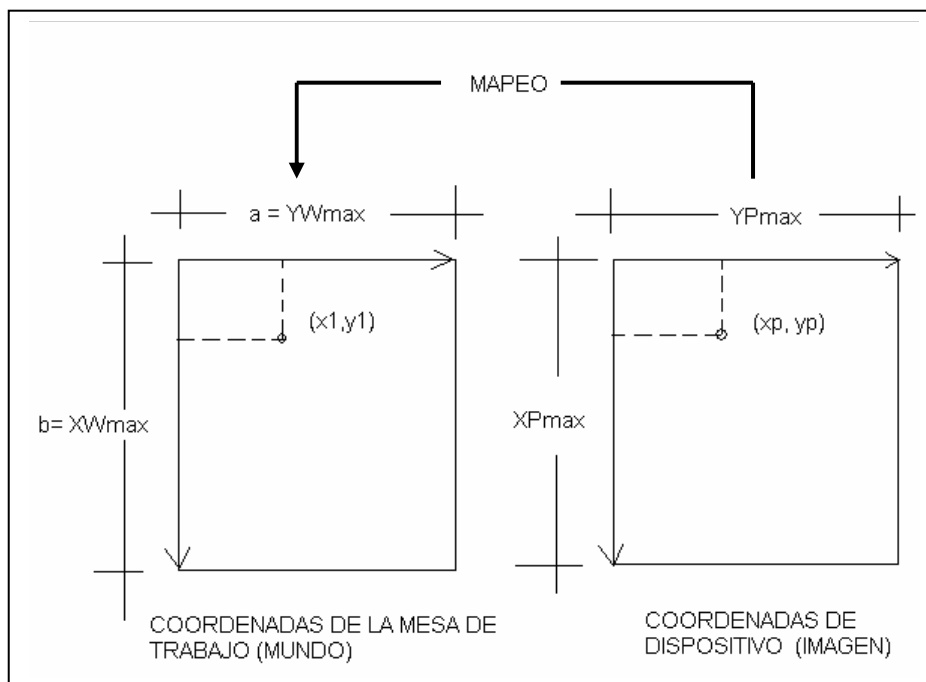 MAPEO
a = YWmax
YPmax
(x1,y1)
(xp, yp)
b= XWmax
XPmax
COORDENADAS DE LA MESA DE
TRABAJO (MUNDO)
COORDENADAS DE
DISPOSITIVO (IMAGEN)